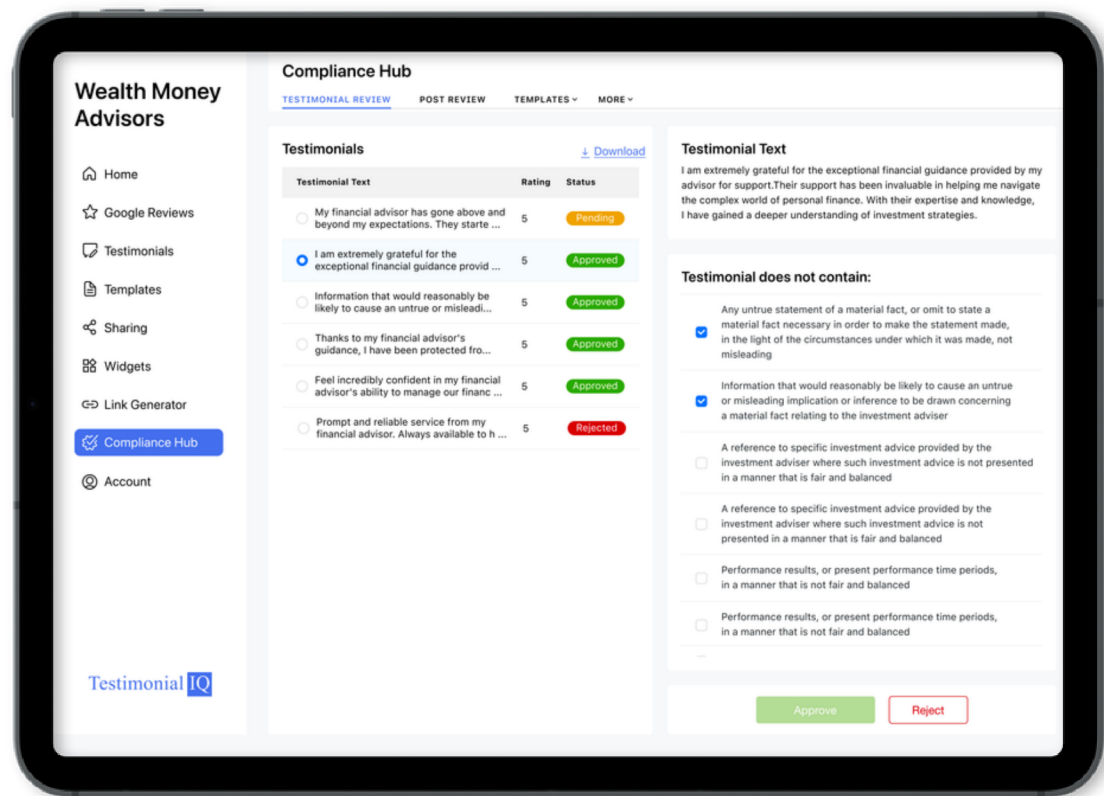 Wealth Money
Advisors
Home
Google Reviews
Testimonials
Templates
Sharing
Widgets
Link Generator
Compliance Hub
Account
Testimonial IQ
Compliance Hub
TESTIMONIAL REVIEW
POST REVIEW
TEMPLATES
MORE
Testimonials
Download
Testimonial Text
Rating
Status
My financial advisor has gone above and
beyond my expectations. They starte ...
5
Pending
I am extremely grateful for the
exceptional financial guidance provid ...
5
Approved
Information that would reasonably be
likely to cause an untrue or misleadi...
5
Approved
Thanks to my financial advisor's
guidance, I have been protected fro...
5
Approved
Feel incredibly confident in my financial
advisor's ability to manage our financ ...
5
Approved
Prompt and reliable service from my
financial advisor. Always available to h ...
5
Rejected
Testimonial Text
I am extremely grateful for the exceptional financial guidance provided by my
advisor for support.Their support has been invaluable in helping me navigate
the complex world of personal finance. With their expertise and knowledge,
I have gained a deeper understanding of investment strategies.
Testimonial does not contain:
Any untrue statement of a material fact, or omit to state a
material fact necessary in order to make the statement made,
in the light of the circumstances under which it was made, not
misleading
Information that would reasonably be likely to cause an untrue
or misleading implication or inference to be drawn concerning
a material fact relating to the investment adviser
A reference to specific investment advice provided by the
investment adviser where such investment advice is not presented
in a manner that is fair and balanced
A reference to specific investment advice provided by the
investment adviser where such investment advice is not
presented in a manner that is fair and balanced
Performance results, or present performance time periods,
in a manner that is not fair and balanced
Performance results, or present performance time periods,
in a manner that is not fair and balanced
Approve
Reject